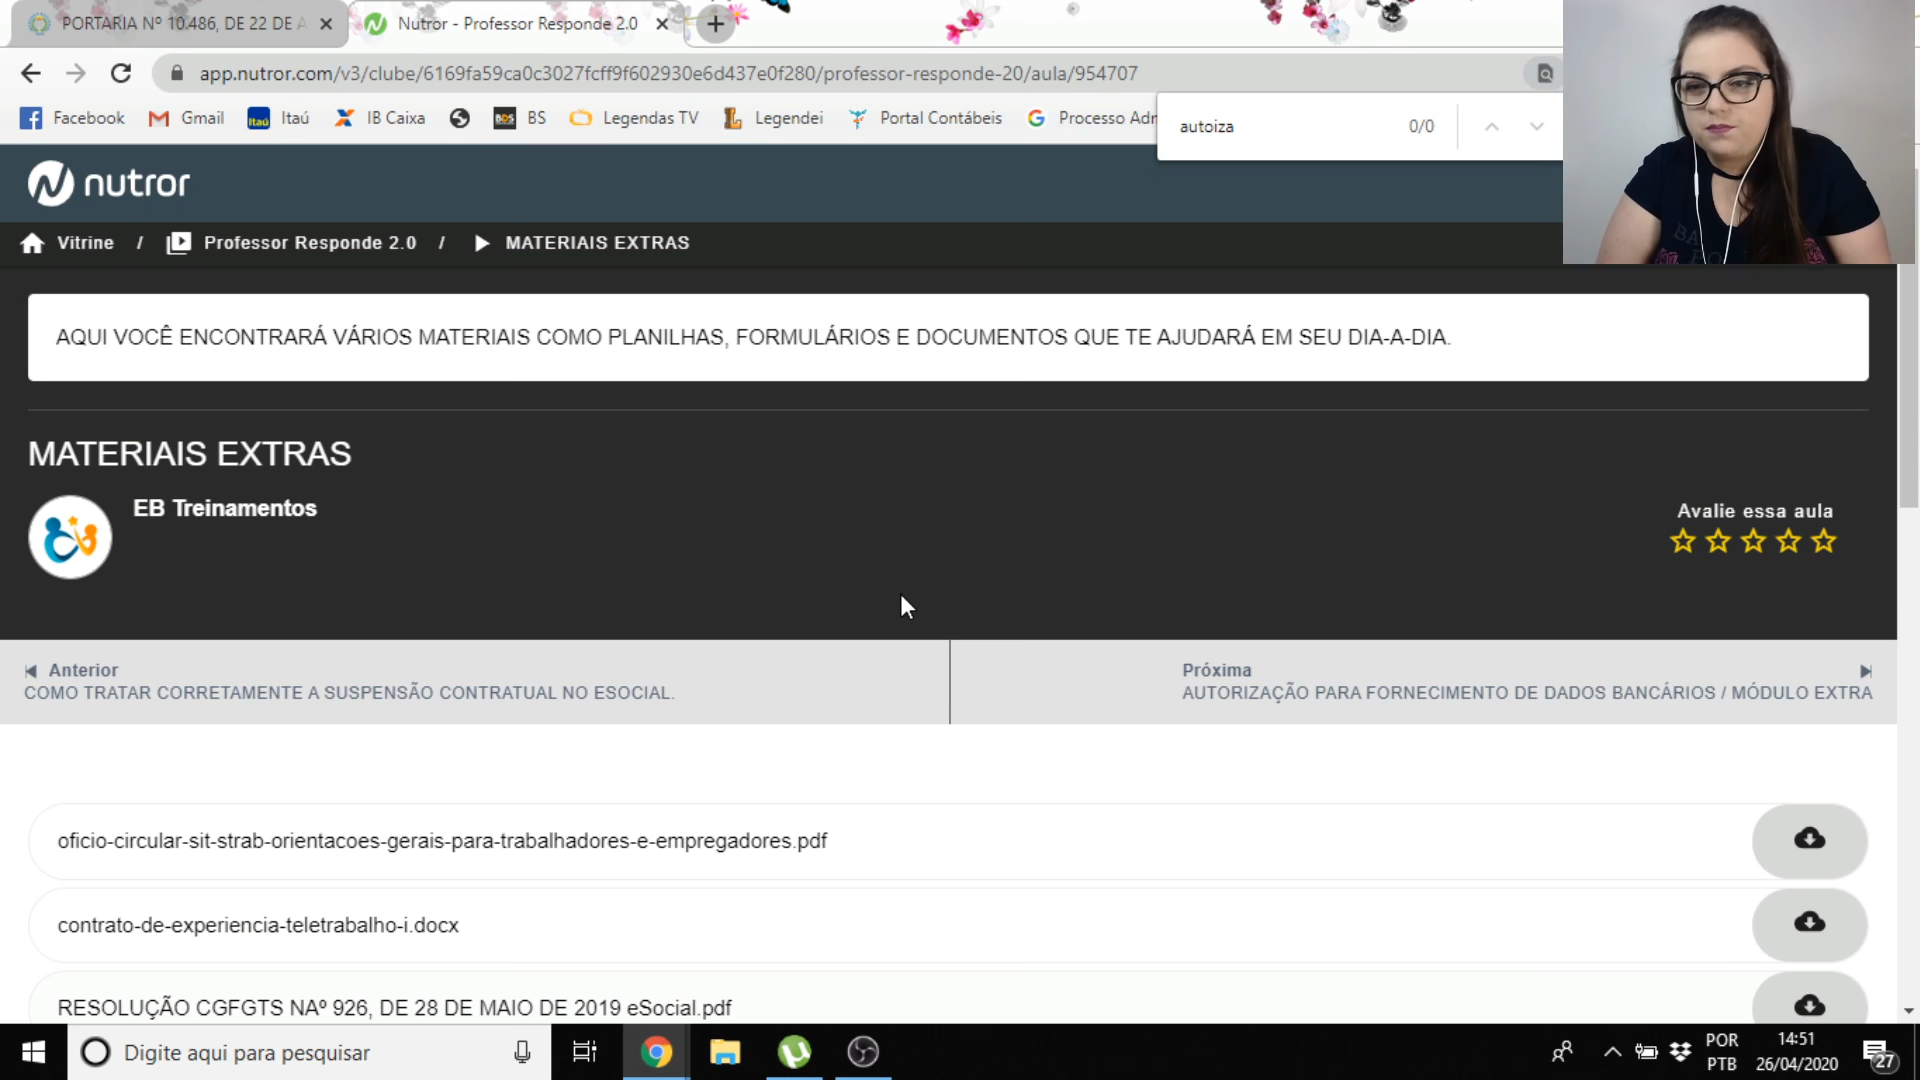 PORTARIA Nº 10.486, DE 22 DE A
Nutror - Professor Responde 2.0
app.nutror.com/v3/clube/6169fa59ca0c3027fcff9f602930e6d437e0f280/professor-responde-20/aula/954707
Facebook
Gmail
Itaú
IB Caixa
BS
Legendas TV
Legendei
Portal Contábeis
Processo Adm
autoiza
0/0
nutror
Vitrine / Professor Responde 2.0 / MATERIAIS EXTRAS
AQUI VOCÊ ENCONTRARÁ VÁRIOS MATERIAIS COMO PLANILHAS, FORMULÁRIOS E DOCUMENTOS QUE TE AJUDARÁ EM SEU DIA-A-DIA.
MATERIAIS EXTRAS
EB Treinamentos
Avalie essa aula
Anterior
COMO TRATAR CORRETAMENTE A SUSPENSÃO CONTRATUAL NO ESOCIAL.
Próxima
AUTORIZAÇÃO PARA FORNECIMENTO DE DADOS BANCÁRIOS / MÓDULO EXTRA
oficio-circular-sit-strab-orientacoes-gerais-para-trabalhadores-e-empregadores.pdf
contrato-de-experiencia-teletrabalho-i.docx
RESOLUÇÃO CGFGTS NAº 926, DE 28 DE MAIO DE 2019 eSocial.pdf
Digite aqui para pesquisar
POR
PTB
14:51
26/04/2020
27